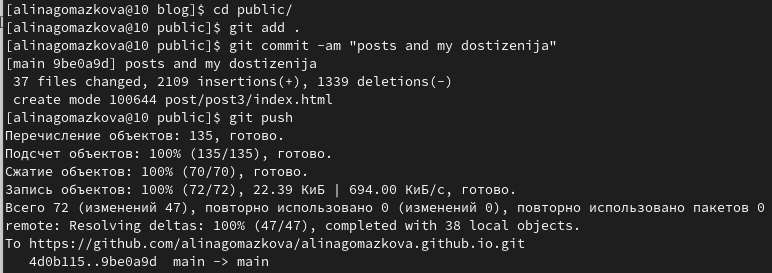 [alinagomazkova@10 blog]$ cd public/
[alinagomazkova@10 public]$ git add .
[alinagomazkova@10 public]$ git commit -am "posts and my dostizenija"
[main 9be0a9d] posts and my dostizenija
 37 files changed, 2109 insertions(+), 1339 deletions(-)
 create mode 100644 post/post3/index.html
[alinagomazkova@10 public]$ git push
Перечисление объектов: 135, готово.
Подсчет объектов: 100% (135/135), готово.
Сжатие объектов: 100% (70/70), готово.
Запись объектов: 100% (72/72), 22.39 КиБ | 694.00 КиБ/с, готово.
Всего 72 (изменений 47), повторно использовано 0 (изменений 0), повторно использовано пакетов 0
remote: Resolving deltas: 100% (47/47), completed with 38 local objects.
To https://github.com/alinagomazkova/alinagomazkova.github.io.git
   4d0b115..9be0a9d  main -> main